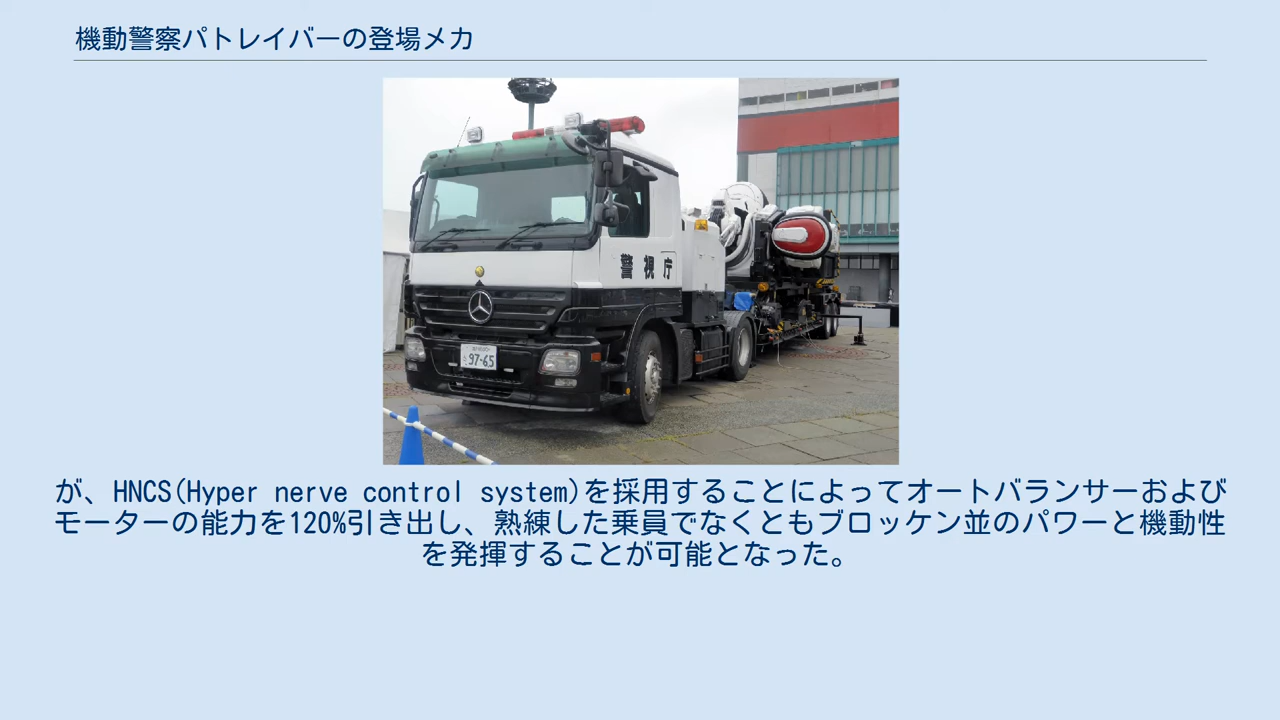 機動警察パトレイバーの登場メカ
警視庁
97-65
が、HNCS(Hyper nerve control system)を採用することによってオートバランサーおよび
モーターの能力を120%引き出し、熟練した乗員でなくともブロッケン並のパワーと機動性
を発揮することが可能となった。